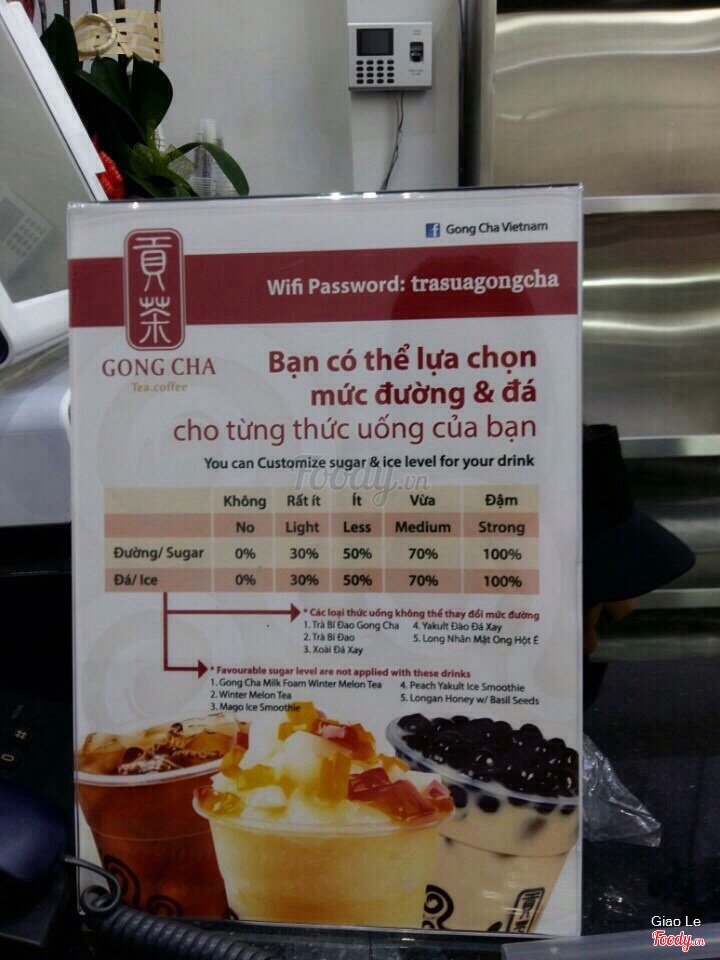 Gong Cha Vietnam
Wifi Password: trasuagongcha
貢茶
GONG CHA
Tea.coffee
Bạn có thể lựa chọn
mức đường & đá
cho từng thức uống của bạn
You can Customize sugar & ice level for your drink
Foody.vn
Không Rất ít Ít Vừa Đậm
No Light Less Medium Strong
Đường/ Sugar 0% 30% 50% 70% 100%
Đá/ Ice 0% 30% 50% 70% 100%
* Các loại thức uống không thể thay đổi mức đường
1. Trà Bí Đao Gong Cha 4. Yakult Đào Đá Xay
2. Trà Bí Đao 5. Long Nhãn Mật Ong Hột É
3. Xoài Đá Xay
* Favourable sugar level are not applied with these drinks
1. Gong Cha Milk Foam Winter Melon Tea 4. Peach Yakult Ice Smoothie
2. Winter Melon Tea 5. Longan Honey w/ Basil Seeds
3. Mago Ice Smoothie
Giao Le
Foody.vn